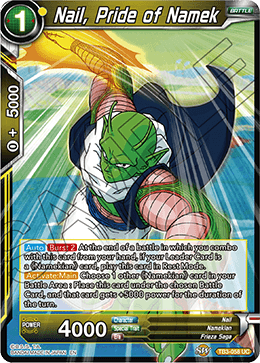 1
Nail, Pride of Namek
BATTLE
0 + 5000
Auto Burst 2 At the end of a battle in which you combo
with this card from your hand, if your Leader Card is
a 《Namekian》 card, play this card in Rest Mode.
Activate:Main Choose 1 other 《Namekian》 card in your
Battle Area : Place this card under the chosen Battle
Card, and that card gets +5000 power for the duration of
the turn.
POWER
4000
Character
Nail
Special Trait
Namekian
Era
Frieza Saga
TB3-056 UC